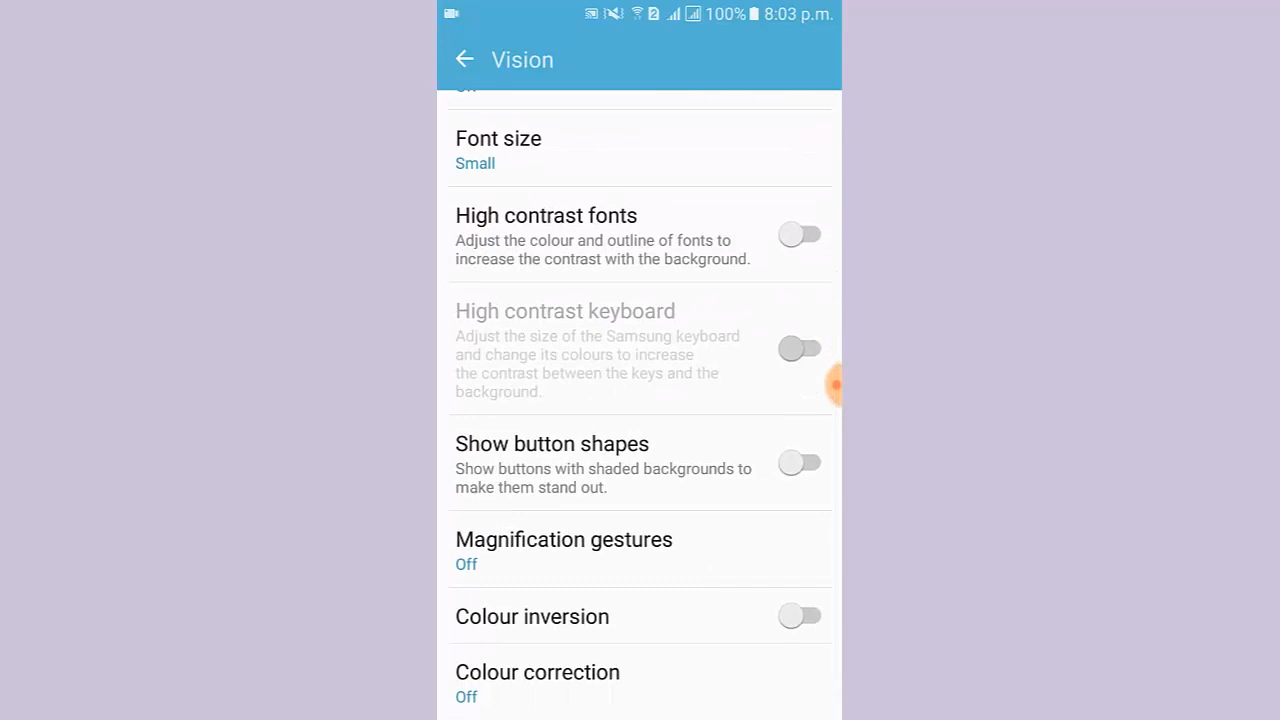 100% 8:03 p.m.
Vision
Font size
Small
High contrast fonts
Adjust the colour and outline of fonts to
increase the contrast with the background.
High contrast keyboard
Adjust the size of the Samsung keyboard
and change its colours to increase
the contrast between the keys and the
background.
Show button shapes
Show buttons with shaded backgrounds to
make them stand out.
Magnification gestures
Off
Colour inversion
Colour correction
Off